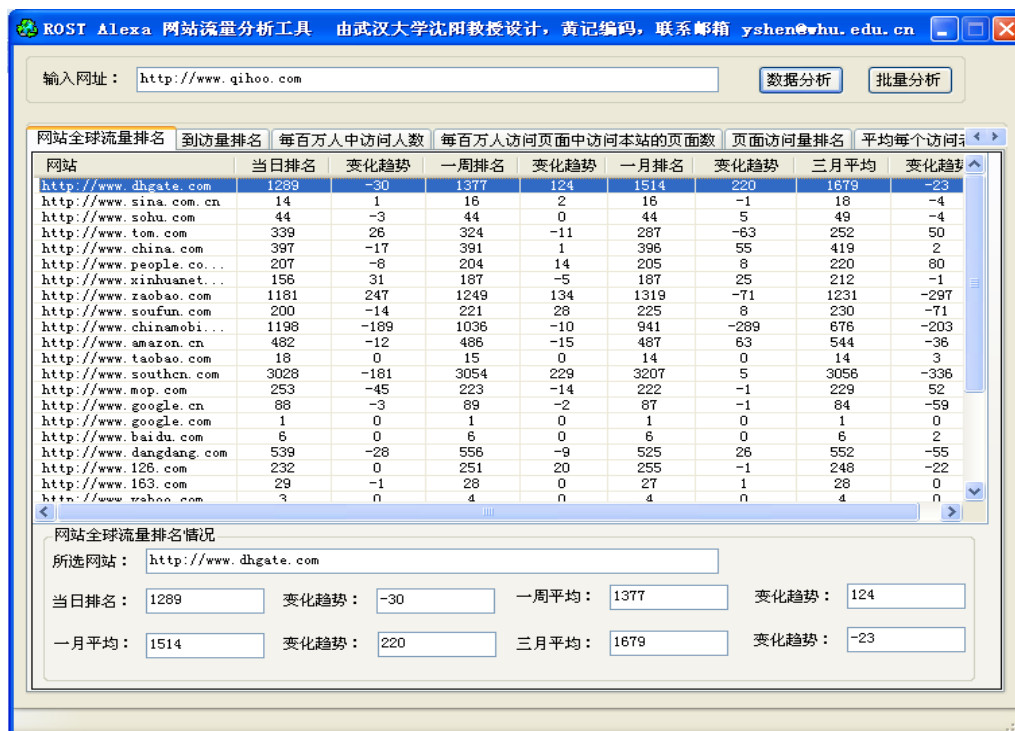 ROST Alexa 网站流量分析工具 由武汉大学沈阳教授设计，黄记编码，联系邮箱 yshen@whu.edu.cn
输入网址： http://www.qihoo.com 数据分析 批量分析
网站全球流量排名 到访量排名 每百万人中访问人数 每百万人访问页面中访问本站的页面数 页面访问量排名 平均每个访问
网站 当日排名 变化趋势 一周排名 变化趋势 一月排名 变化趋势 三月平均 变化趋势
http://www.dhgate.com 1289 -30 1377 124 1514 220 1679 -23
http://www.sina.com.cn 14 1 16 2 16 -1 18 -4
http://www.sohu.com 44 -3 44 0 44 5 49 -4
http://www.tom.com 339 26 324 -11 287 -63 252 50
http://www.china.com 397 -17 391 1 396 55 419 2
http://www.people.co... 207 -8 204 14 205 8 220 80
http://www.xinhuanet... 156 31 187 -5 187 25 212 -1
http://www.zaobao.com 1181 247 1249 134 1319 -71 1231 -297
http://www.soufun.com 200 -14 221 28 225 8 230 -71
http://www.chinamobi... 1198 -189 1036 -10 941 -289 676 -203
http://www.amazon.cn 482 -12 486 -15 487 63 544 -36
http://www.taobao.com 18 0 15 0 14 0 14 3
http://www.southcn.com 3028 -181 3054 229 3207 5 3056 -336
http://www.mop.com 253 -45 223 -14 222 -1 229 52
http://www.google.cn 88 -3 89 -2 87 -1 84 -59
http://www.google.com 1 0 1 0 1 0 1 0
http://www.baidu.com 6 0 6 0 6 0 6 2
http://www.dangdang.com 539 -28 556 -9 525 26 552 -55
http://www.126.com 232 0 251 20 255 -1 248 -22
http://www.163.com 29 -1 28 0 27 1 28 0
http://www.yahoo.com 3 0 4 0 4 0 4 0
网站全球流量排名情况
所选网站： http://www.dhgate.com
当日排名： 1289 变化趋势： -30 一周平均： 1377 变化趋势： 124
一月平均： 1514 变化趋势： 220 三月平均： 1679 变化趋势： -23